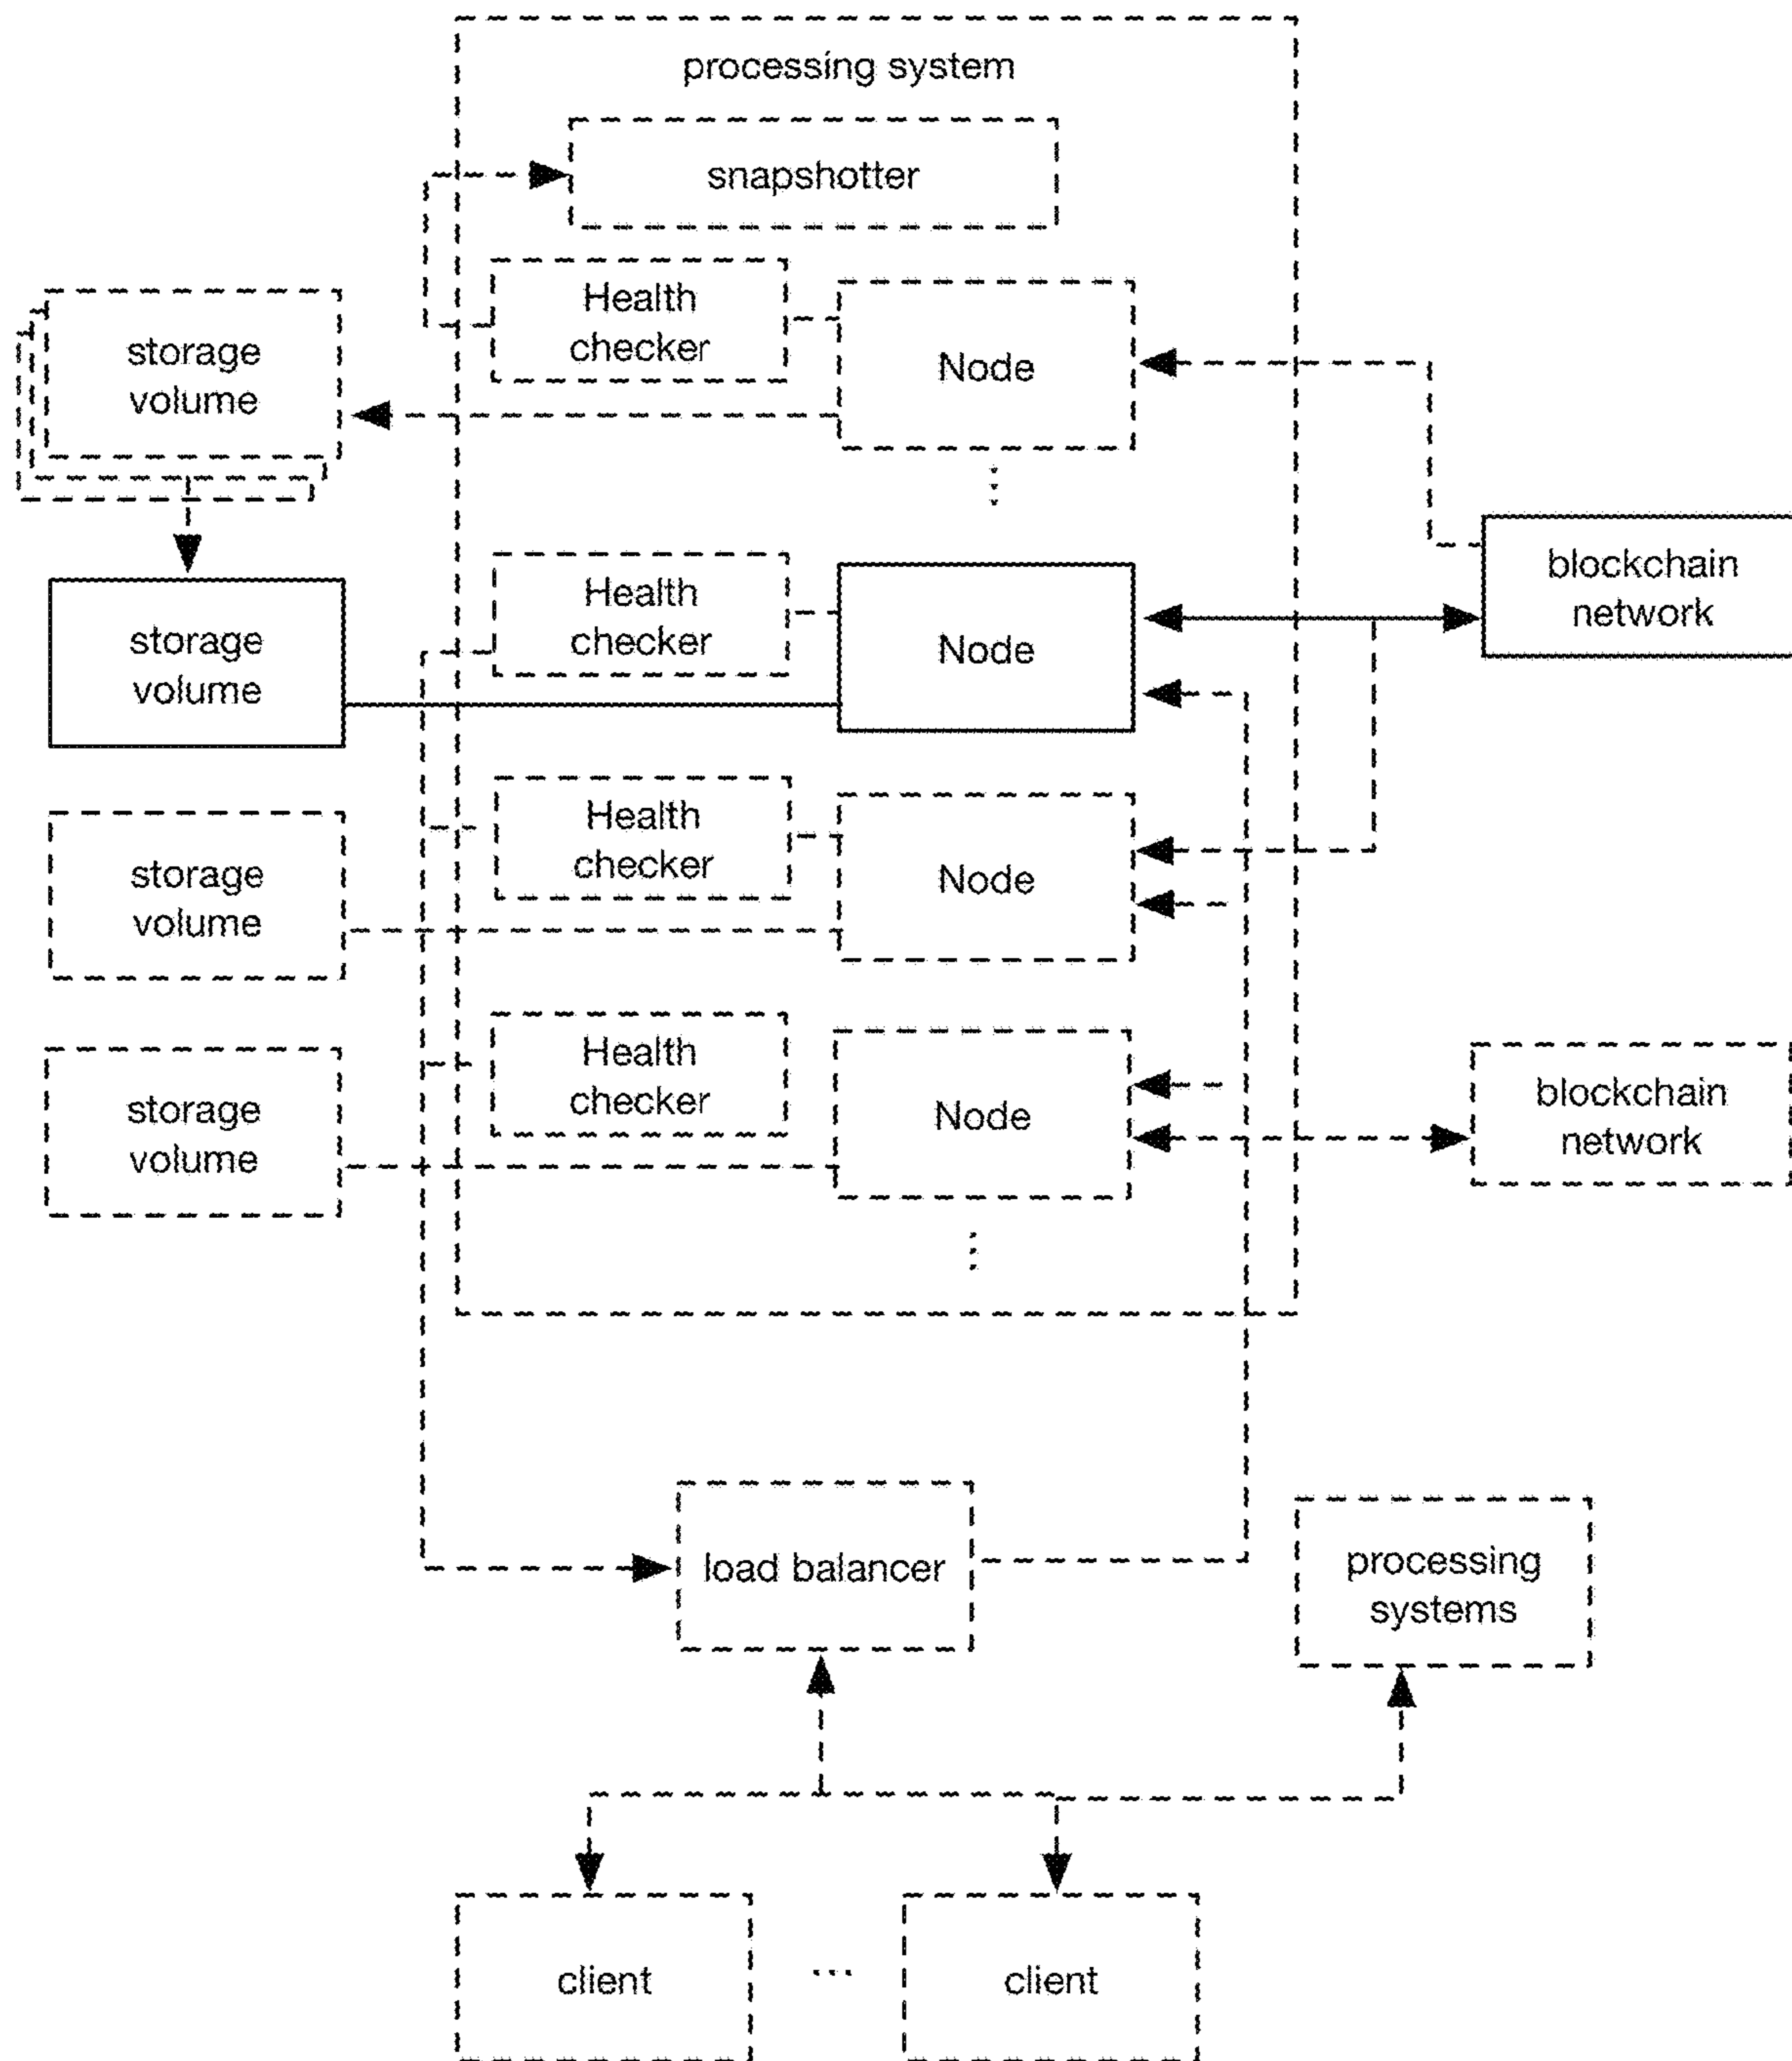 processing system
snapshotter
Health
checker
Node
storage
volume
Health
checker
Node
storage
volume
blockchain
network
Health
checker
Node
storage
volume
Health
checker
Node
storage
volume
blockchain
network
load balancer
processing
systems
client
...
client